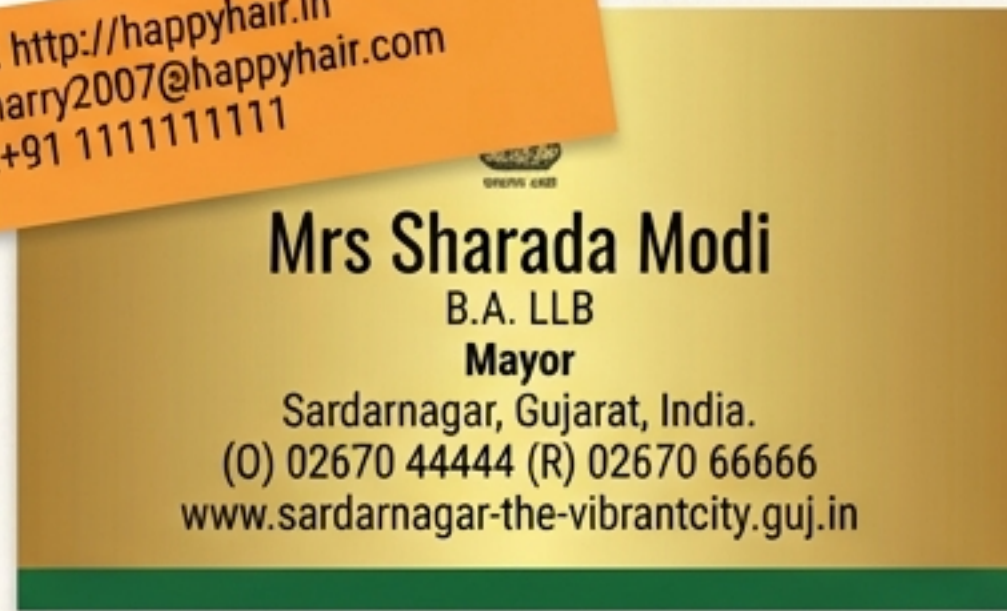 http://happyhair.in
harry2007@happyhair.com
+91 1111111111
Mrs Sharada Modi
B.A. LLB
Mayor
Sardarnagar, Gujarat, India.
(O) 02670 44444 (R) 02670 66666
www.sardarnagar-the-vibrantcity.guj.in